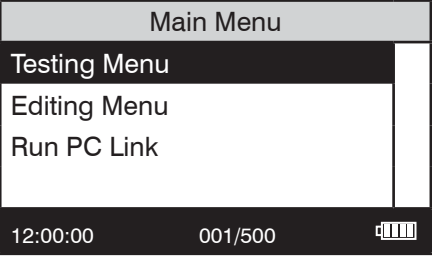 Main Menu
Testing Menu
Editing Menu
Run PC Link
12:00:00 001/500